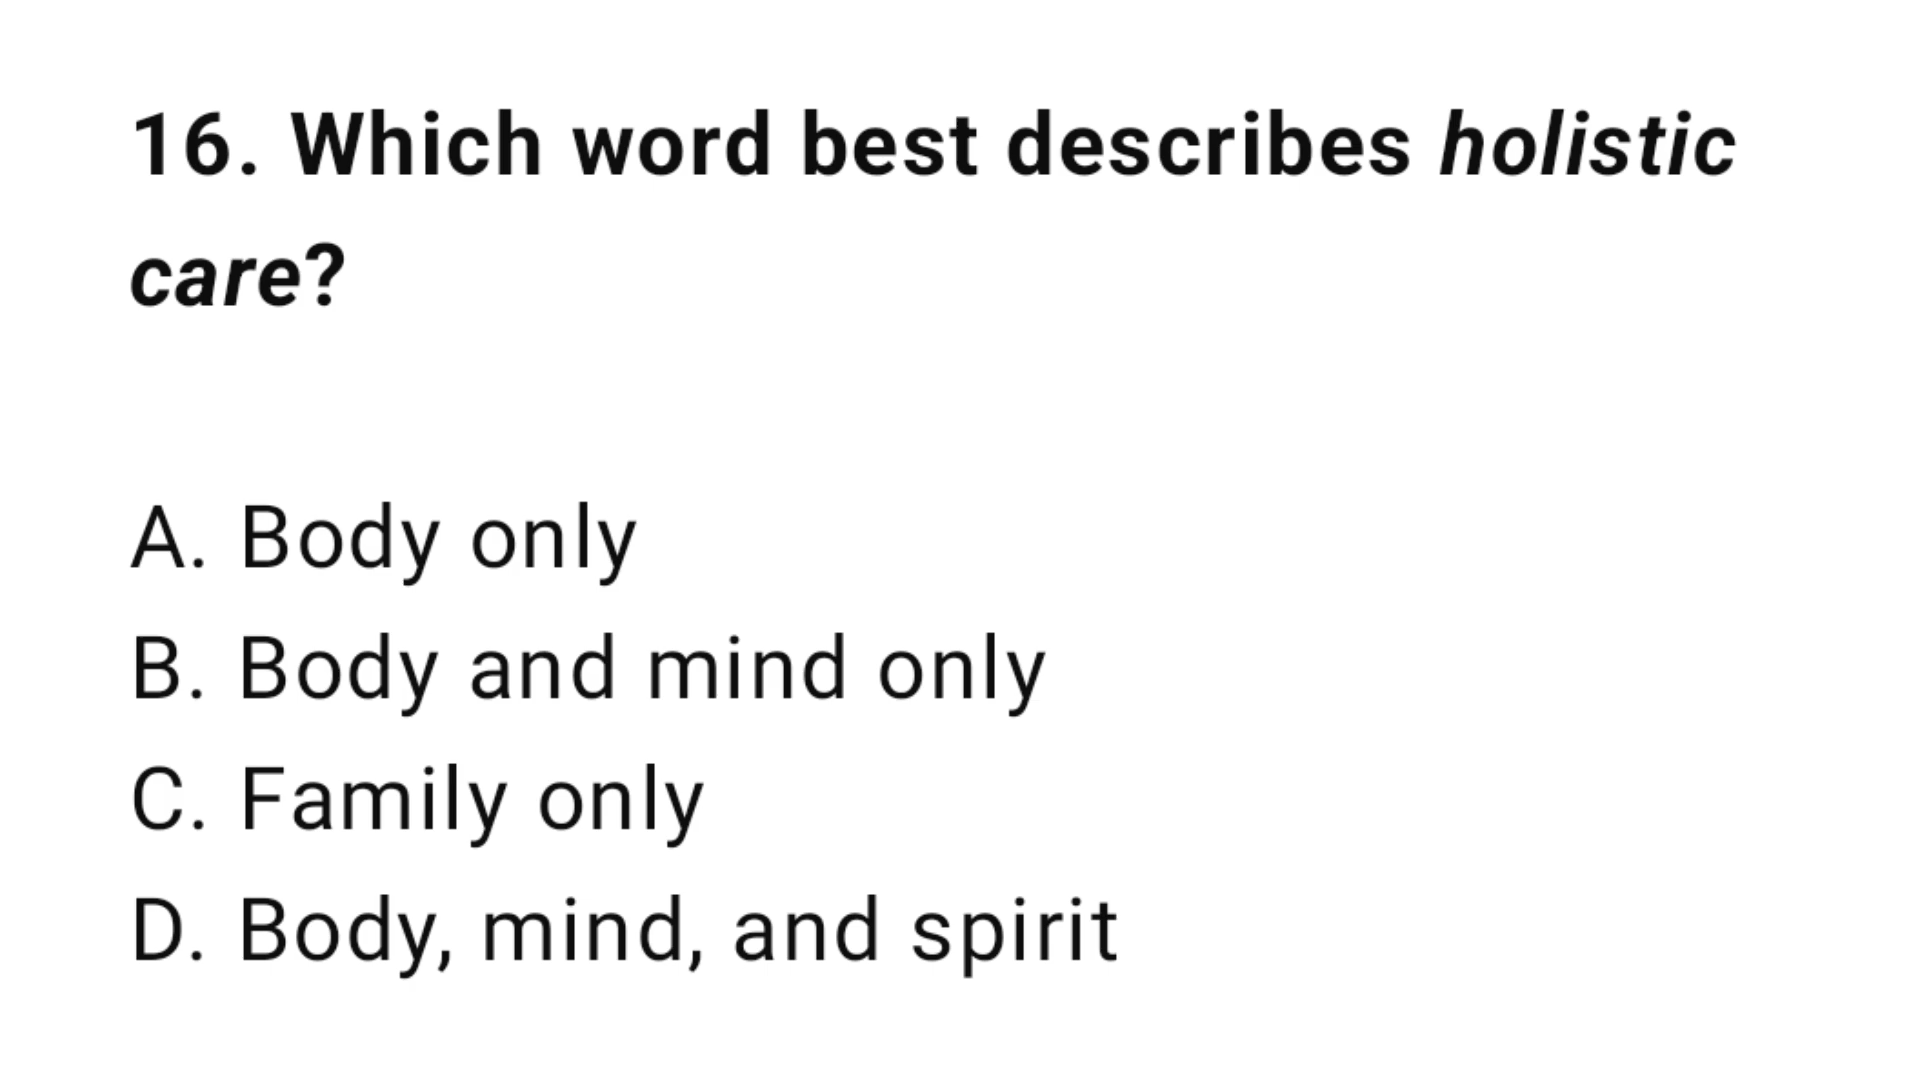 16. Which word best describes holistic
care?
A. Body only
B. Body and mind only
C. Family only
D. Body, mind, and spirit